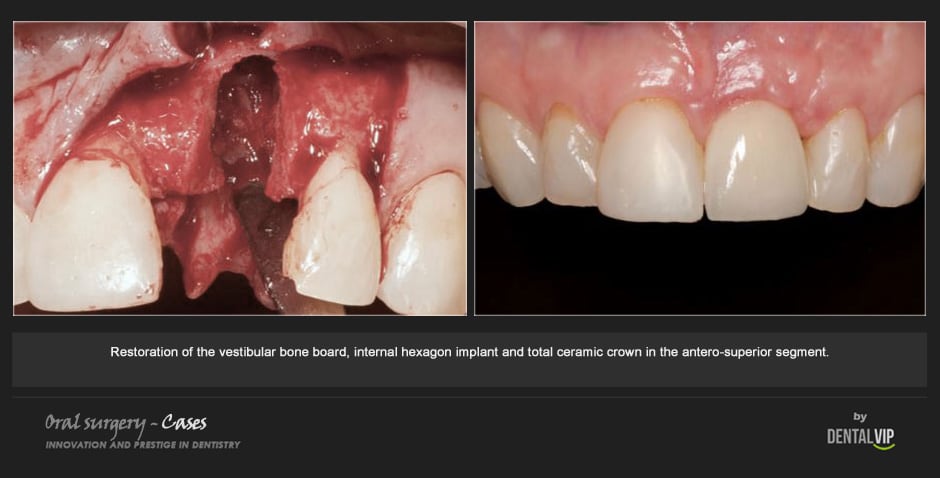 Restoration of the vestibular bone board, internal hexagon implant and total ceramic crown in the antero-superior segment.
Oral surgery - Cases
INNOVATION AND PRESTIGE IN DENTISTRY
by
DENTALVIP